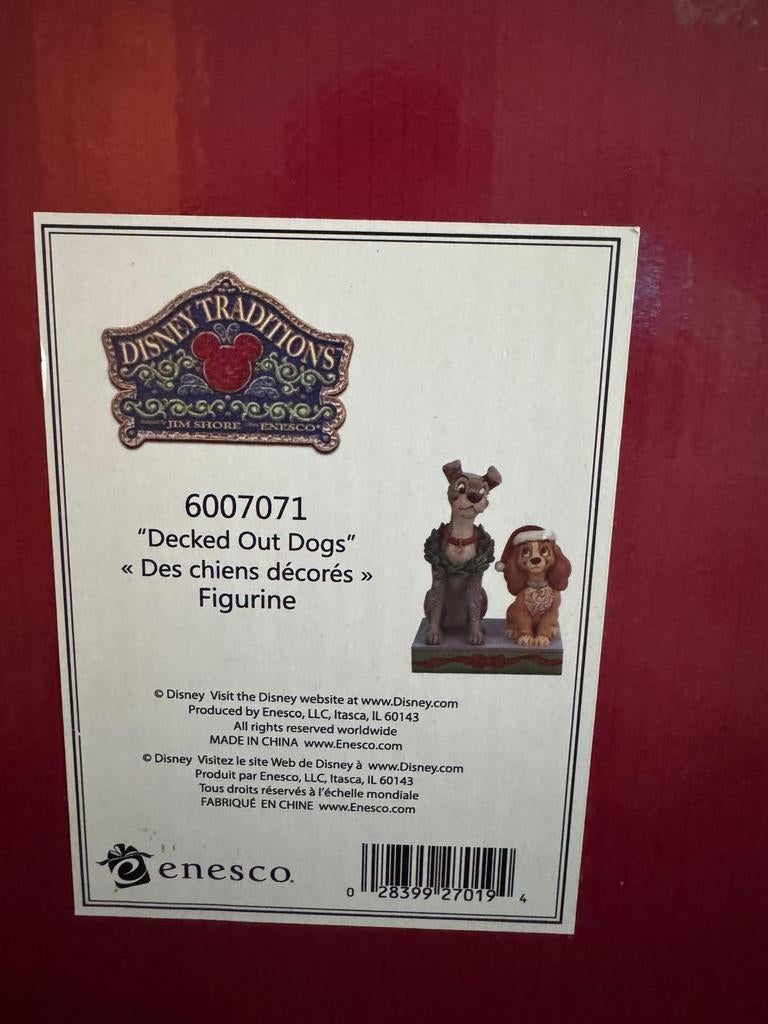 DISNEY TRADITIONS
JIM SHORE ENESCO®
6007071
“Decked Out Dogs”
« Des chiens décorés »
Figurine
© Disney Visit the Disney website at www.Disney.com
Produced by Enesco, LLC, Itasca, IL 60143
All rights reserved worldwide
MADE IN CHINA www.Enesco.com
© Disney Visitez le site Web de Disney à www.Disney.com
Produit par Enesco, LLC, Itasca, IL 60143
Tous droits réservés à l’échelle mondiale
FABRIQUÉ EN CHINE www.Enesco.com
enesco.
0 28399 27019 4